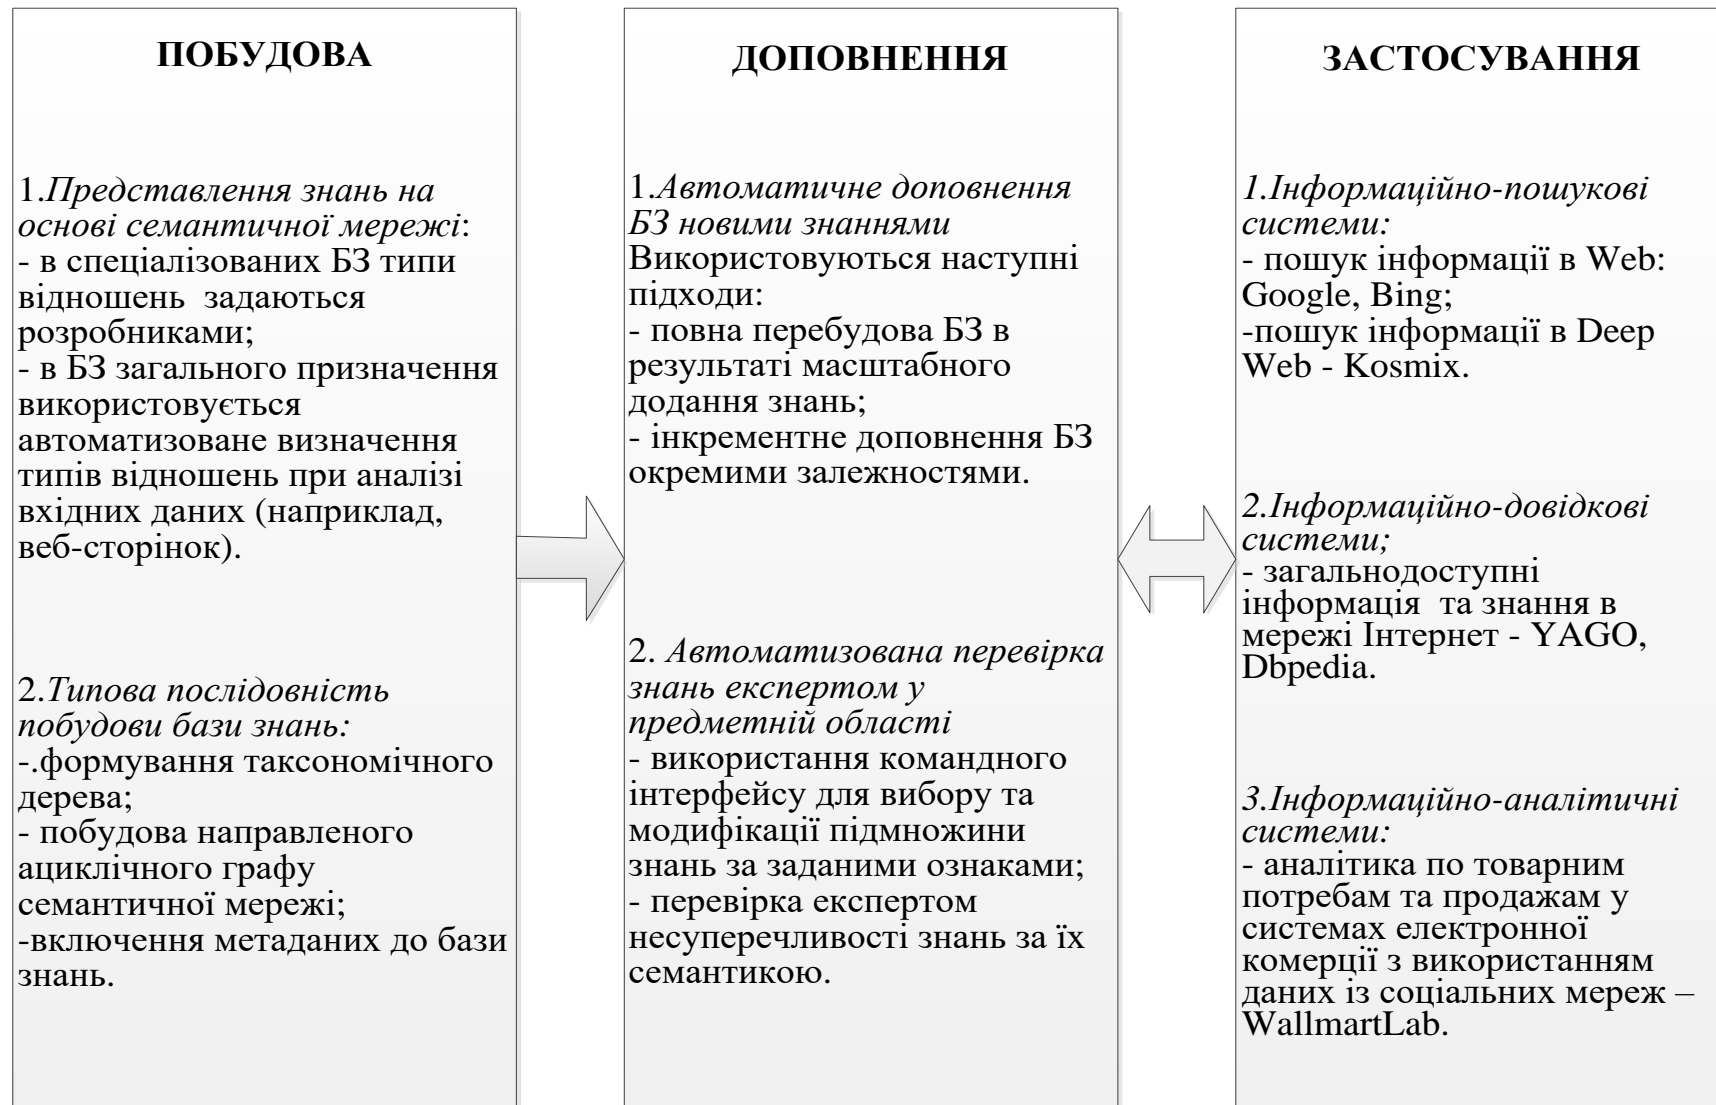 ПОБУДОВА
1.Представлення знань на
основі семантичної мережі:
- в спеціалізованих БЗ типи
відношень  задаються
розробниками;
- в БЗ загального призначення
використовується
автоматизоване визначення
типів відношень при аналізі
вхідних даних (наприклад,
веб-сторінок).
2.Типова послідовність
побудови бази знань:
-.формування таксономічного
дерева;
- побудова направленого
ациклічного графу
семантичної мережі;
-включення метаданих до бази
знань.
ДОПОВНЕННЯ
1.Автоматичне доповнення
БЗ новими знаннями
Використовуються наступні
підходи:
- повна перебудова БЗ в
результаті масштабного
додання знань;
- інкрементне доповнення БЗ
окремими залежностями.
2. Автоматизована перевірка
знань експертом у
предметній області
- використання командного
інтерфейсу для вибору та
модифікації підмножини
знань за заданими ознаками;
- перевірка експертом
несуперечливості знань за їх
семантикою.
ЗАСТОСУВАННЯ
1.Інформаційно-пошукові
системи:
- пошук інформації в Web:
Google, Bing;
-пошук інформації в Deep
Web - Kosmix.
2.Інформаційно-довідкові
системи;
- загальнодоступні
інформація  та знання в
мережі Інтернет - YAGO,
Dbpedia.
3.Інформаційно-аналітичні
системи:
- аналітика по товарним
потребам та продажам у
системах електронної
комерції з використанням
даних із соціальних мереж –
WallmartLab.